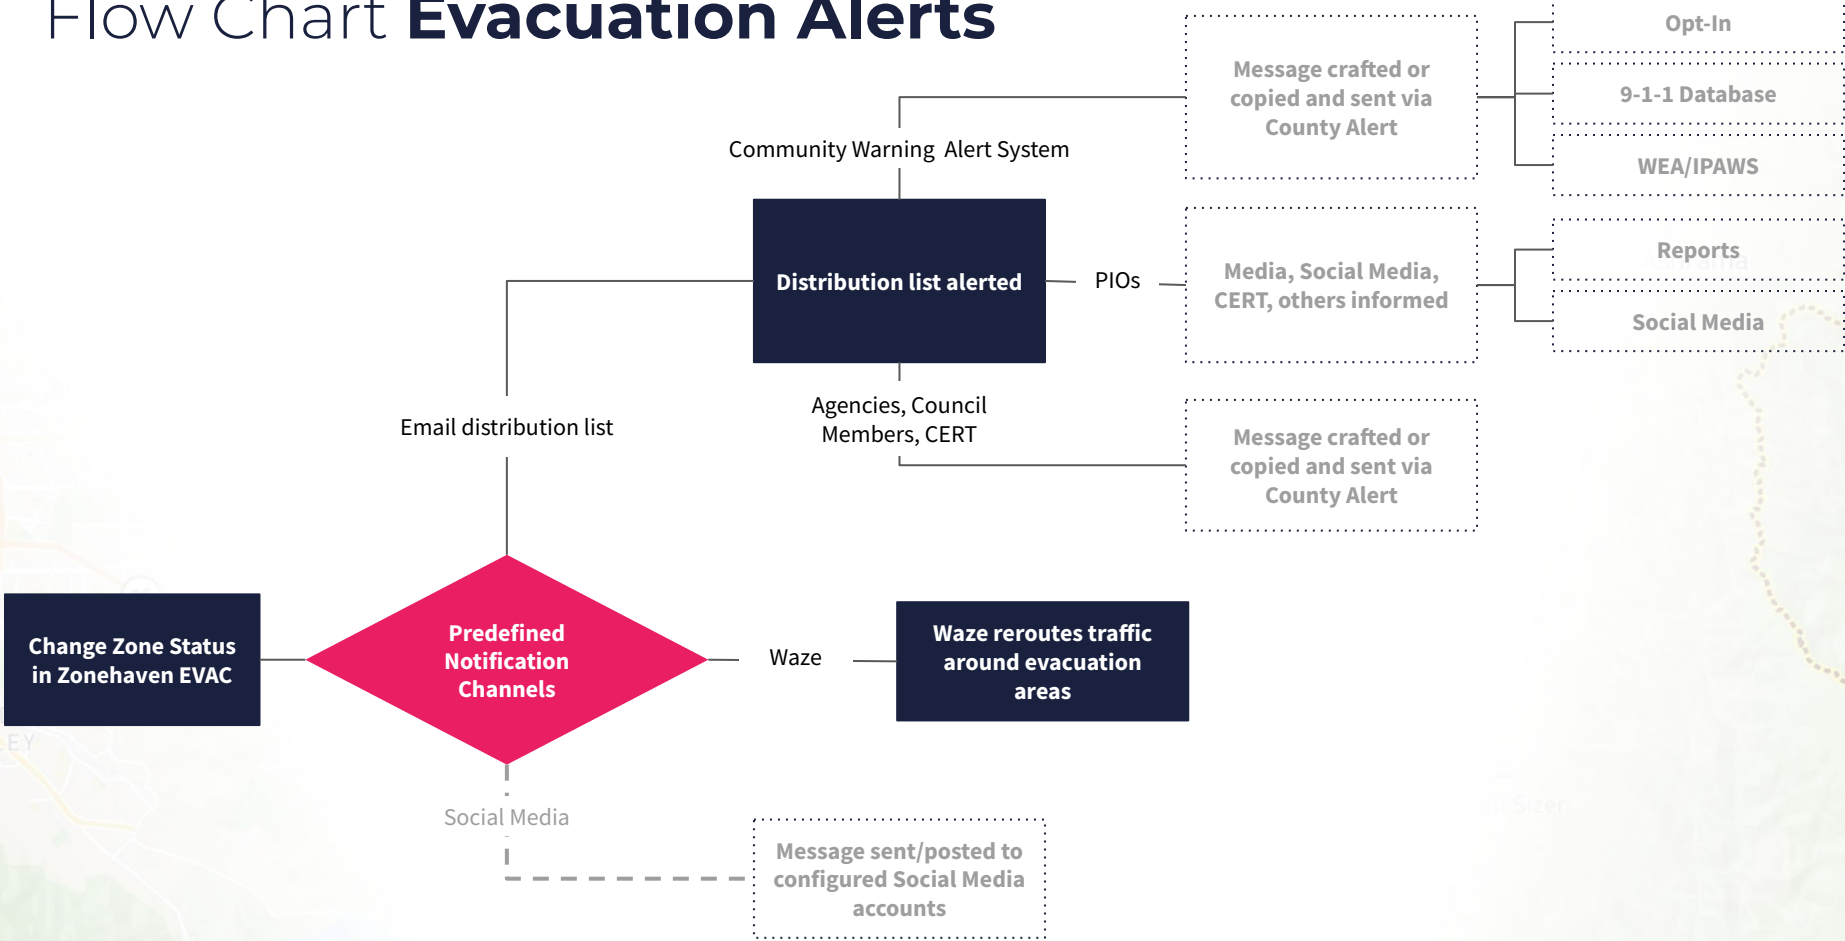 Flow Chart Evacuation Alerts
Opt-In
Message crafted or
copied and sent via
County Alert
9-1-1 Database
Community Warning Alert System
WEA/IPAWS
Distribution list alerted
PIOs
Media, Social Media,
CERT, others informed
Reports
Social Media
Agencies, Council
Members, CERT
Email distribution list
Message crafted or
copied and sent via
County Alert
Change Zone Status
in Zonehaven EVAC
Predefined
Notification
Channels
Waze
Waze reroutes traffic
around evacuation
areas
LEY
Social Media
Message sent/posted to
configured Social Media
accounts